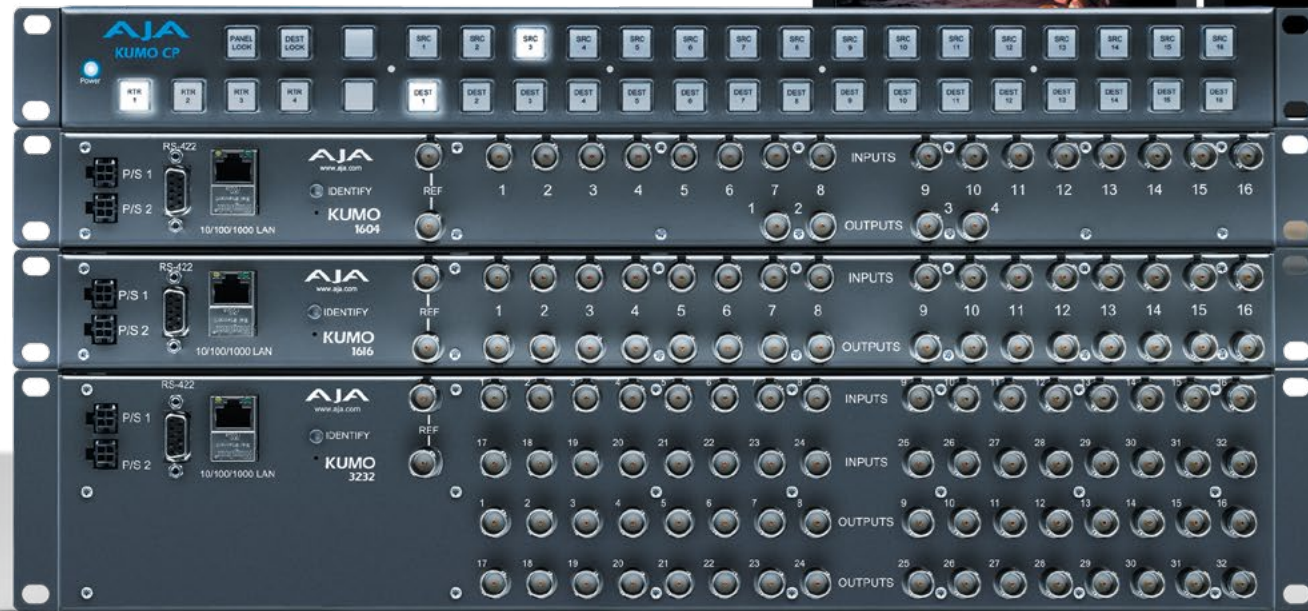 AJA
KUMO CP
Power
PANEL LOCK DEST LOCK SRC 1 SRC 2 SRC 3 SRC 4 SRC 5 SRC 6 SRC 7 SRC 8 SRC 9 SRC 10 SRC 11 SRC 12 SRC 13 SRC 14 SRC 15 SRC 16
RTR 1 RTR 2 RTR 3 RTR 4 DEST 1 DEST 2 DEST 3 DEST 4 DEST 5 DEST 6 DEST 7 DEST 8 DEST 9 DEST 10 DEST 11 DEST 12 DEST 13 DEST 14 DEST 15 DEST 16
RS-422
P/S 1
P/S 2
10/100/1000 LAN
AJA
www.aja.com
IDENTIFY
KUMO
1604
REF
INPUTS
1 2 3 4 5 6 7 8 9 10 11 12 13 14 15 16
1 2 OUTPUTS 3 4
RS-422
P/S 1
P/S 2
10/100/1000 LAN
AJA
www.aja.com
IDENTIFY
KUMO
1616
REF
INPUTS
1 2 3 4 5 6 7 8 9 10 11 12 13 14 15 16
OUTPUTS
RS-422
P/S 1
P/S 2
10/100/1000 LAN
AJA
www.aja.com
IDENTIFY
KUMO
3232
REF
1 2 3 4 5 6 7 8 INPUTS 9 10 11 12 13 14 15 16
17 18 19 20 21 22 23 24 INPUTS 25 26 27 28 29 30 31 32
1 2 3 4 5 6 7 8 OUTPUTS 9 10 11 12 13 14 15 16
17 18 19 20 21 22 23 24 OUTPUTS 25 26 27 28 29 30 31 32